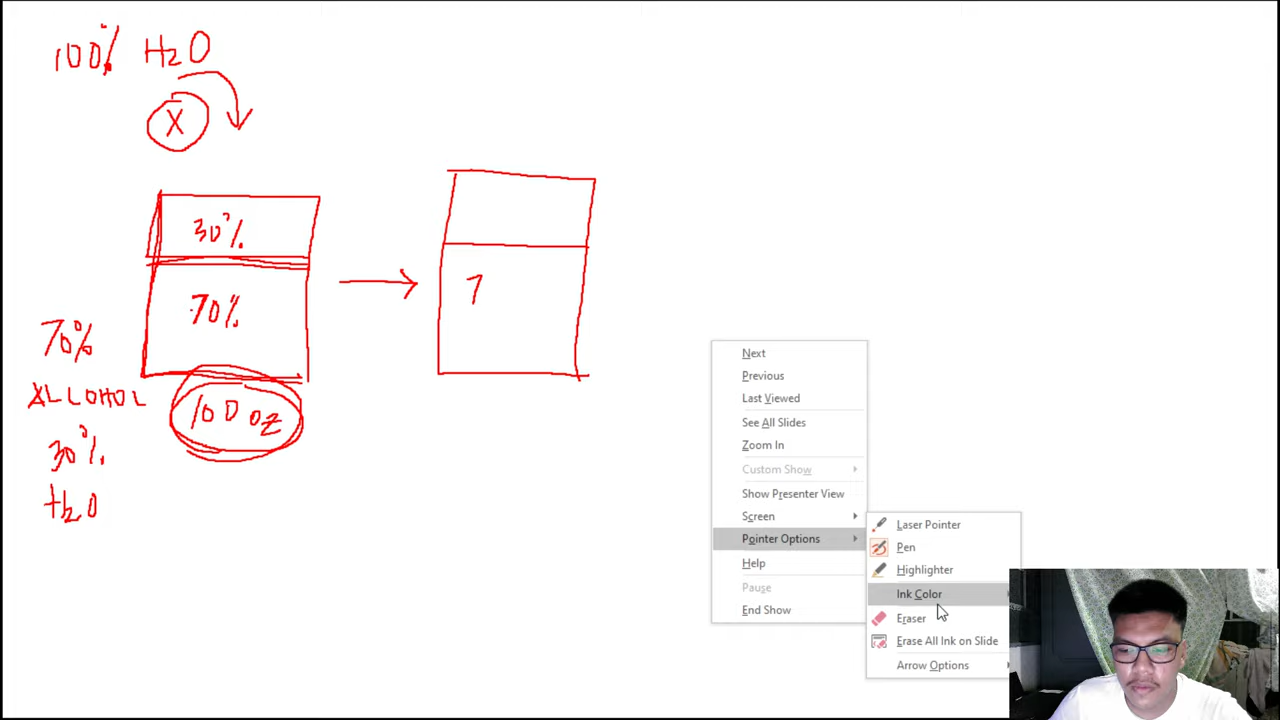 100% H2O
X
30%
70%
7
70%
ALCOHOL
100 oz
30%
H2O
Next
Previous
Last Viewed
See All Slides
Zoom In
Custom Show
Show Presenter View
Screen
Pointer Options
Help
Pause
End Show
Laser Pointer
Pen
Highlighter
Ink Color
Eraser
Erase All Ink on Slide
Arrow Options